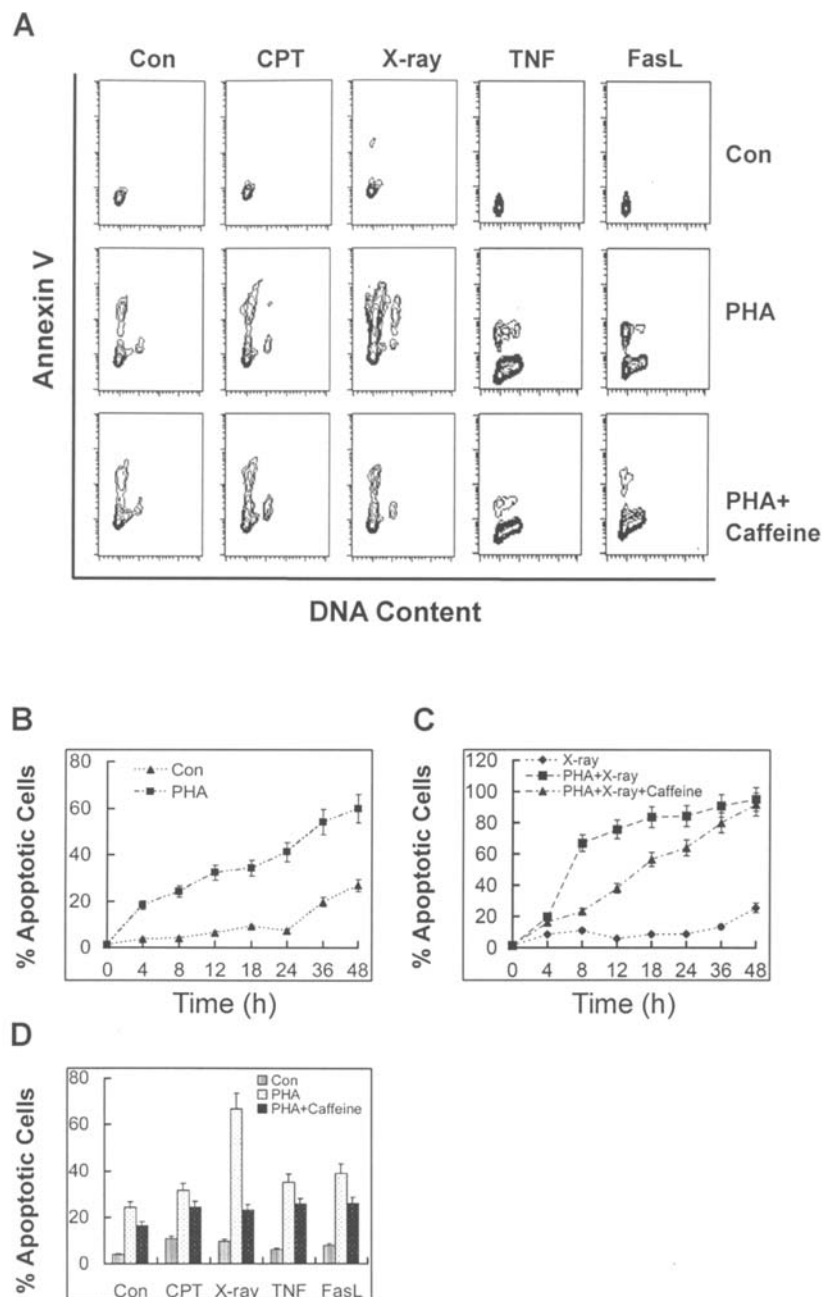 A
Con CPT X-ray TNF FasL
Con
PHA
PHA+
Caffeine
Annexin V
DNA Content
B
% Apoptotic Cells
80
60
40
20
0
Con
PHA
0 4 8 12 18 24 36 48
Time (h)
C
% Apoptotic Cells
120
100
80
60
40
20
0
X-ray
PHA+X-ray
PHA+X-ray+Caffeine
0 4 8 12 18 24 36 48
Time (h)
D
% Apoptotic Cells
80
60
40
20
0
Con
PHA
PHA+Caffeine
Con CPT X-ray TNF FasL